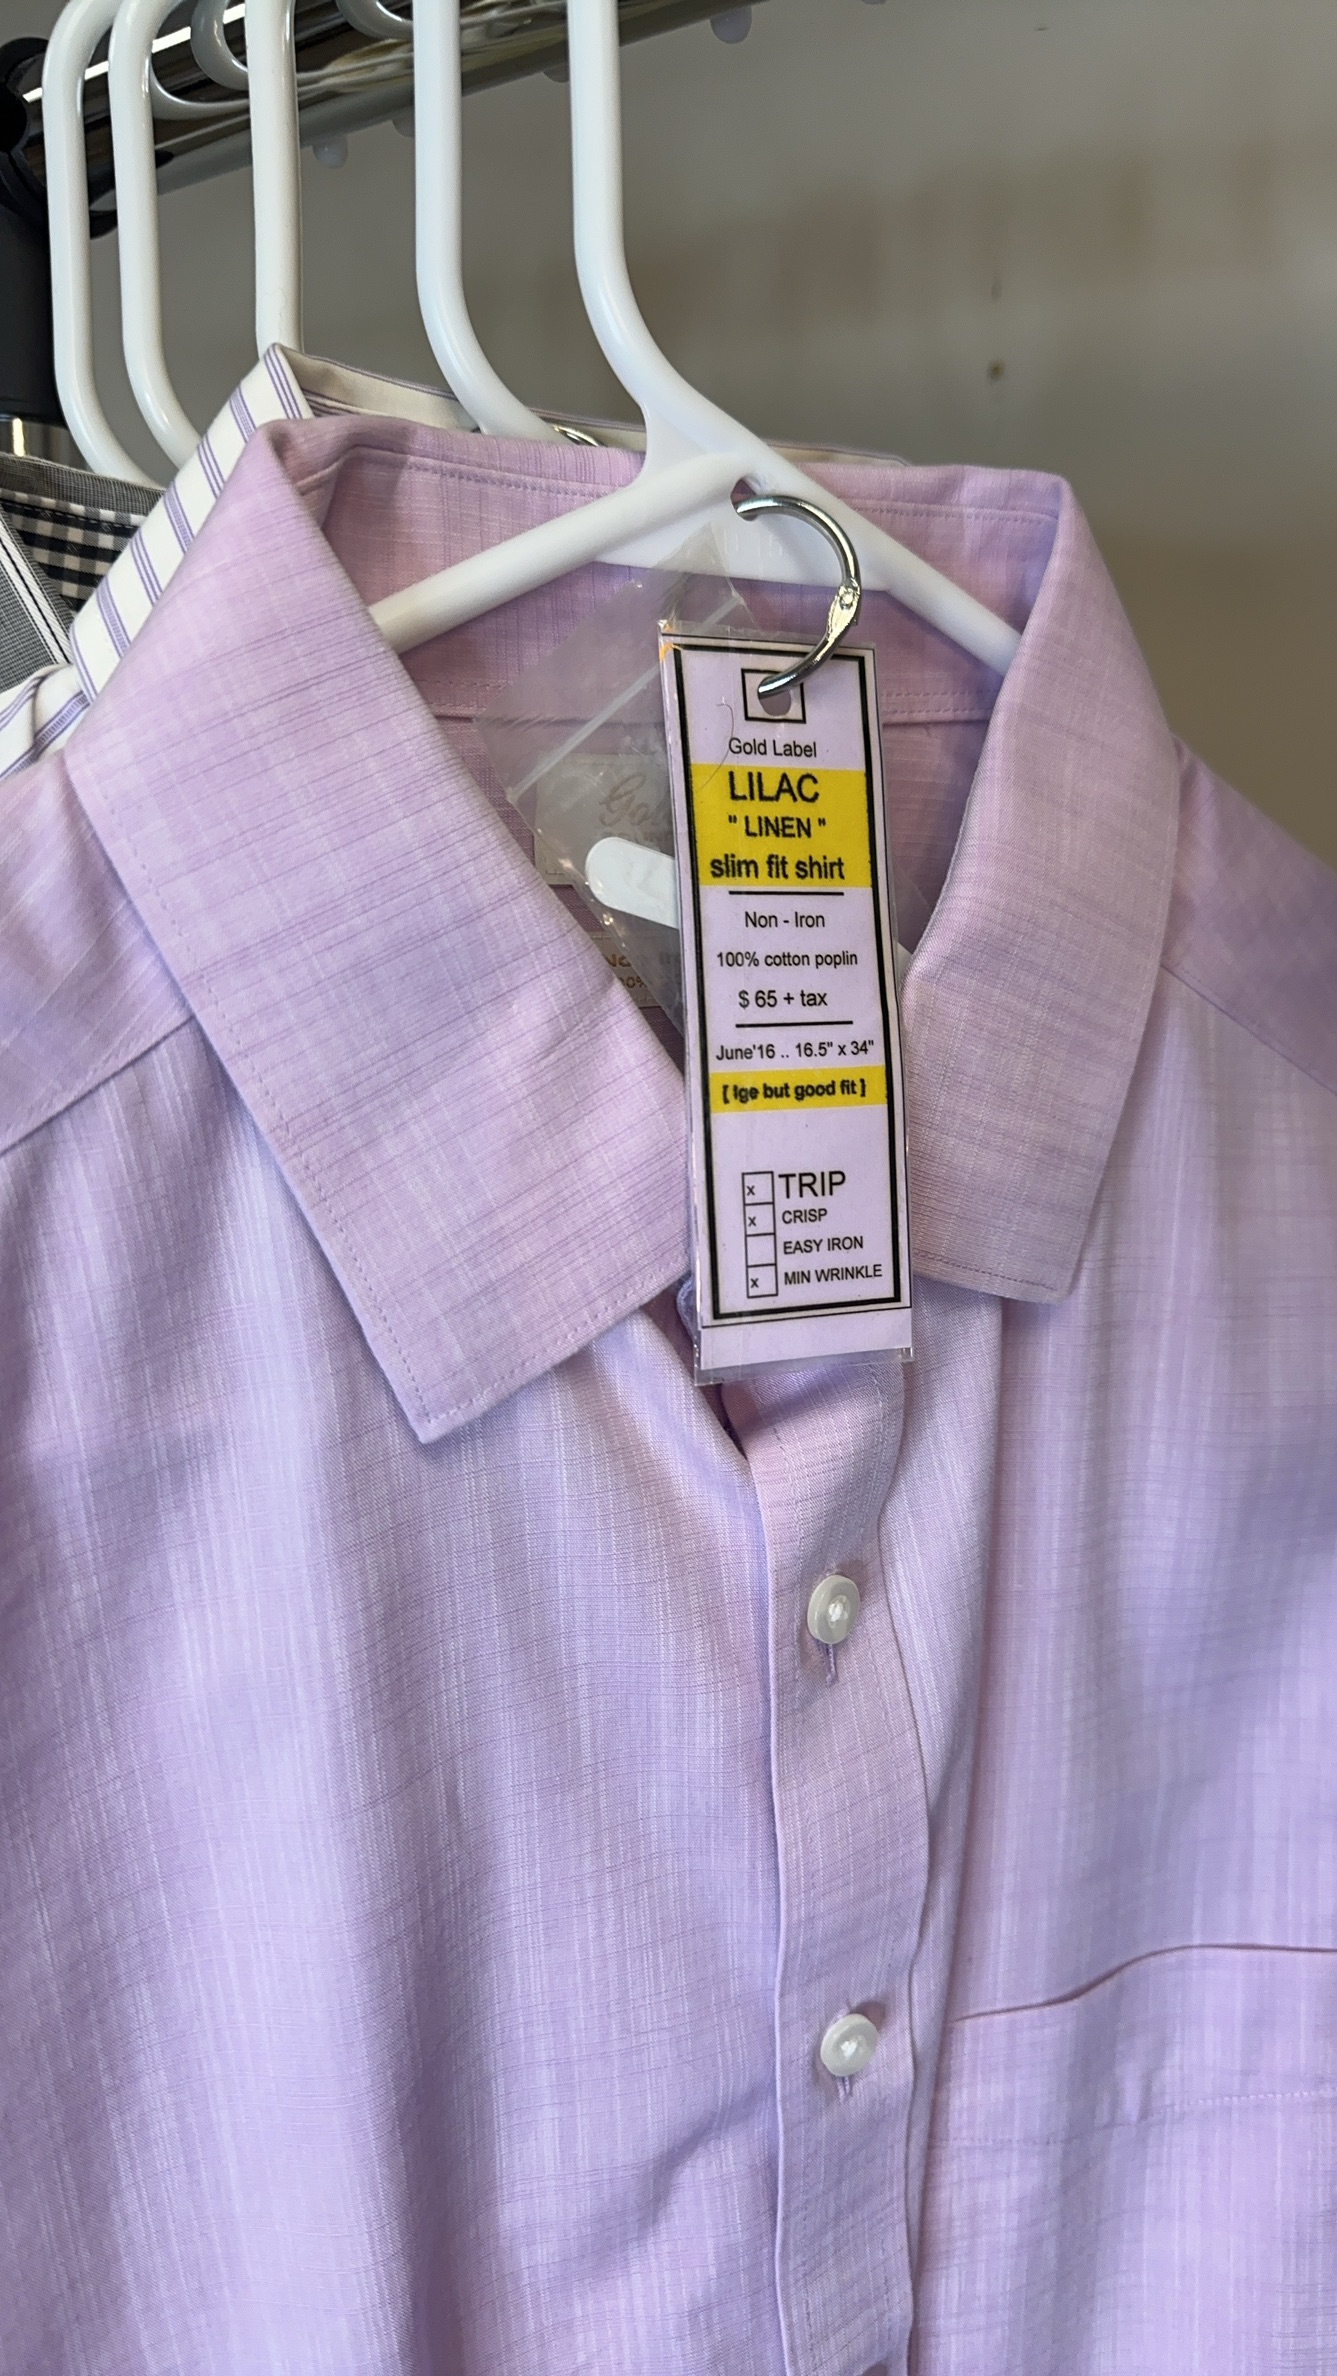 Gold Label
LILAC
" LINEN "
slim fit shirt
Non - Iron
100% cotton poplin
$ 65 + tax
June'16 .. 16.5" x 34"
[ lge but good fit ]
x TRIP
x CRISP
EASY IRON
x MIN WRINKLE